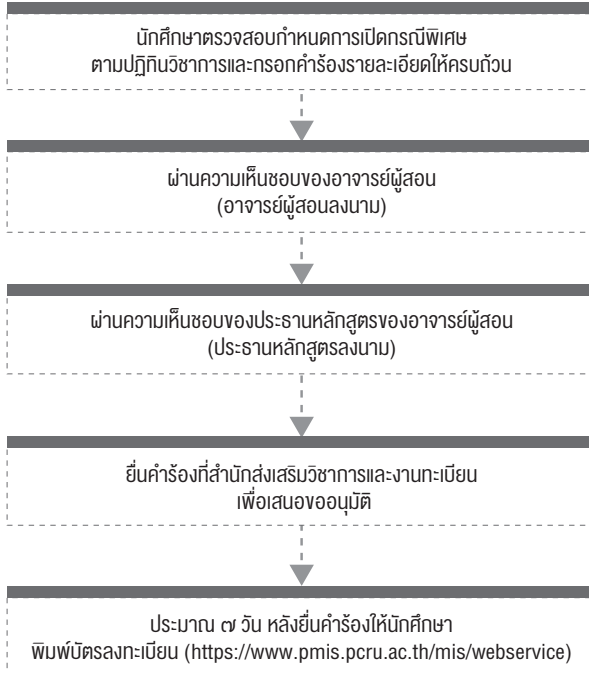 นักศึกษาตรวจสอบกำหนดการเปิดกรณีพิเศษ
ตามปฏิทินวิชาการและกรอกคำร้องรายละเอียดให้ครบถ้วน
ผ่านความเห็นชอบของอาจารย์ผู้สอน
(อาจารย์ผู้สอนลงนาม)
ผ่านความเห็นชอบของประธานหลักสูตรของอาจารย์ผู้สอน
(ประธานหลักสูตรลงนาม)
ยื่นคำร้องที่สำนักส่งเสริมวิชาการและงานทะเบียน
เพื่อเสนอขออนุมัติ
ประมาณ ๗ วัน หลังยื่นคำร้องให้นักศึกษา
พิมพ์บัตรลงทะเบียน (https://www.pmis.pcru.ac.th/mis/webservice)